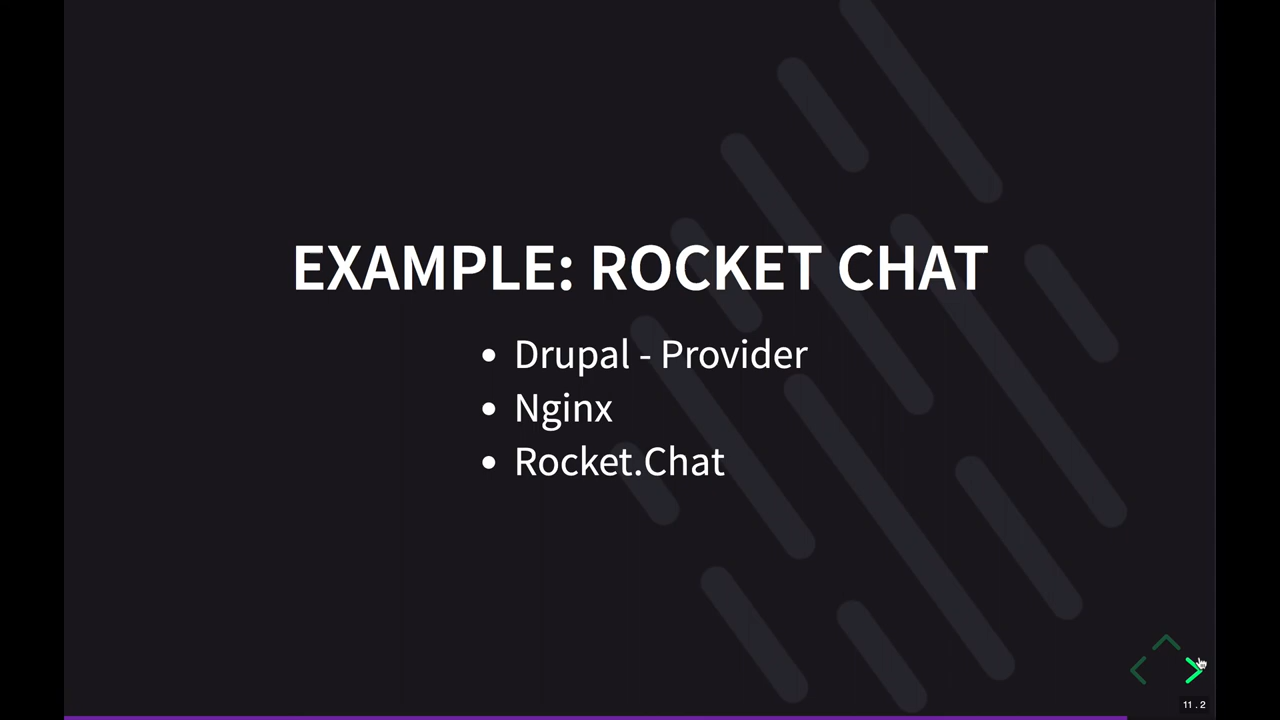 EXAMPLE: ROCKET CHAT
• Drupal - Provider
• Nginx
• Rocket.Chat
11.2